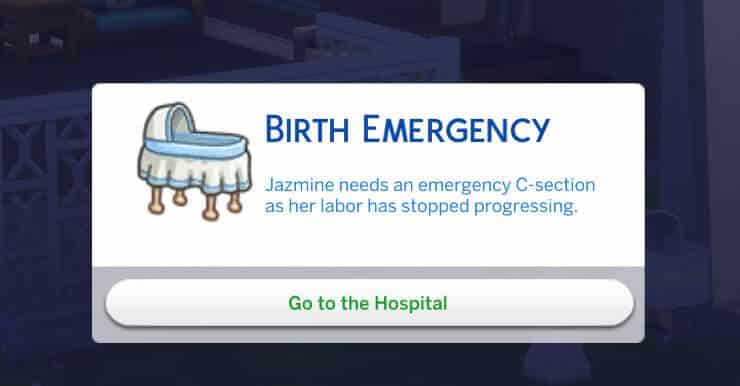 BIRTH EMERGENCY
Jazmine needs an emergency C-section
as her labor has stopped progressing.
Go to the Hospital